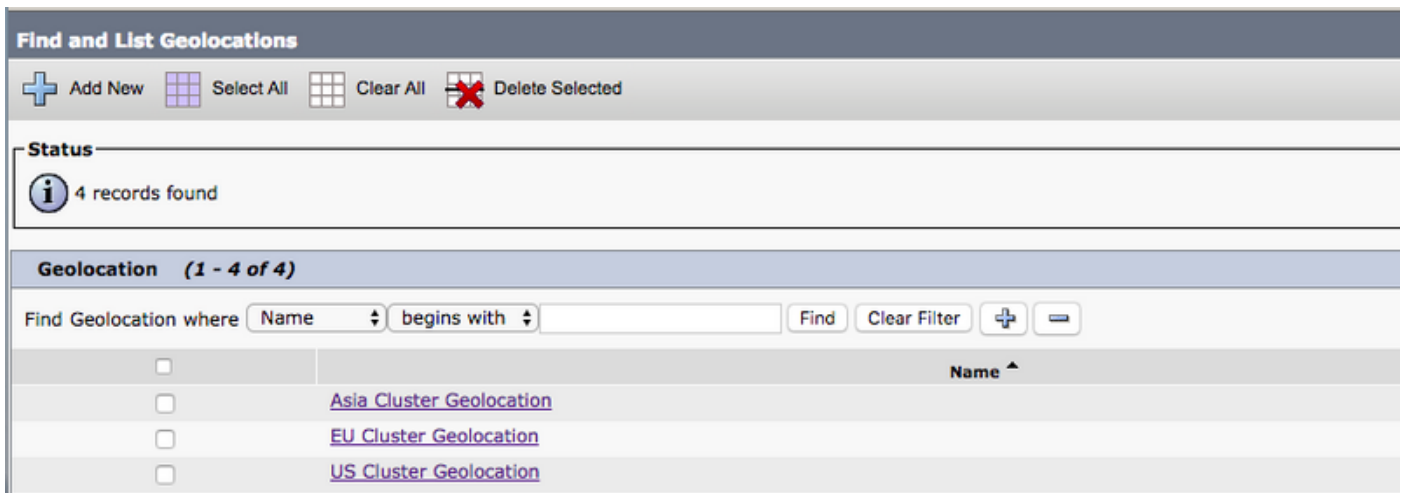 Find and List Geolocations
Add New Select All Clear All Delete Selected
Status
4 records found
Geolocation (1 - 4 of 4)
Find Geolocation where Name begins with Find Clear Filter
Name
Asia Cluster Geolocation
EU Cluster Geolocation
US Cluster Geolocation